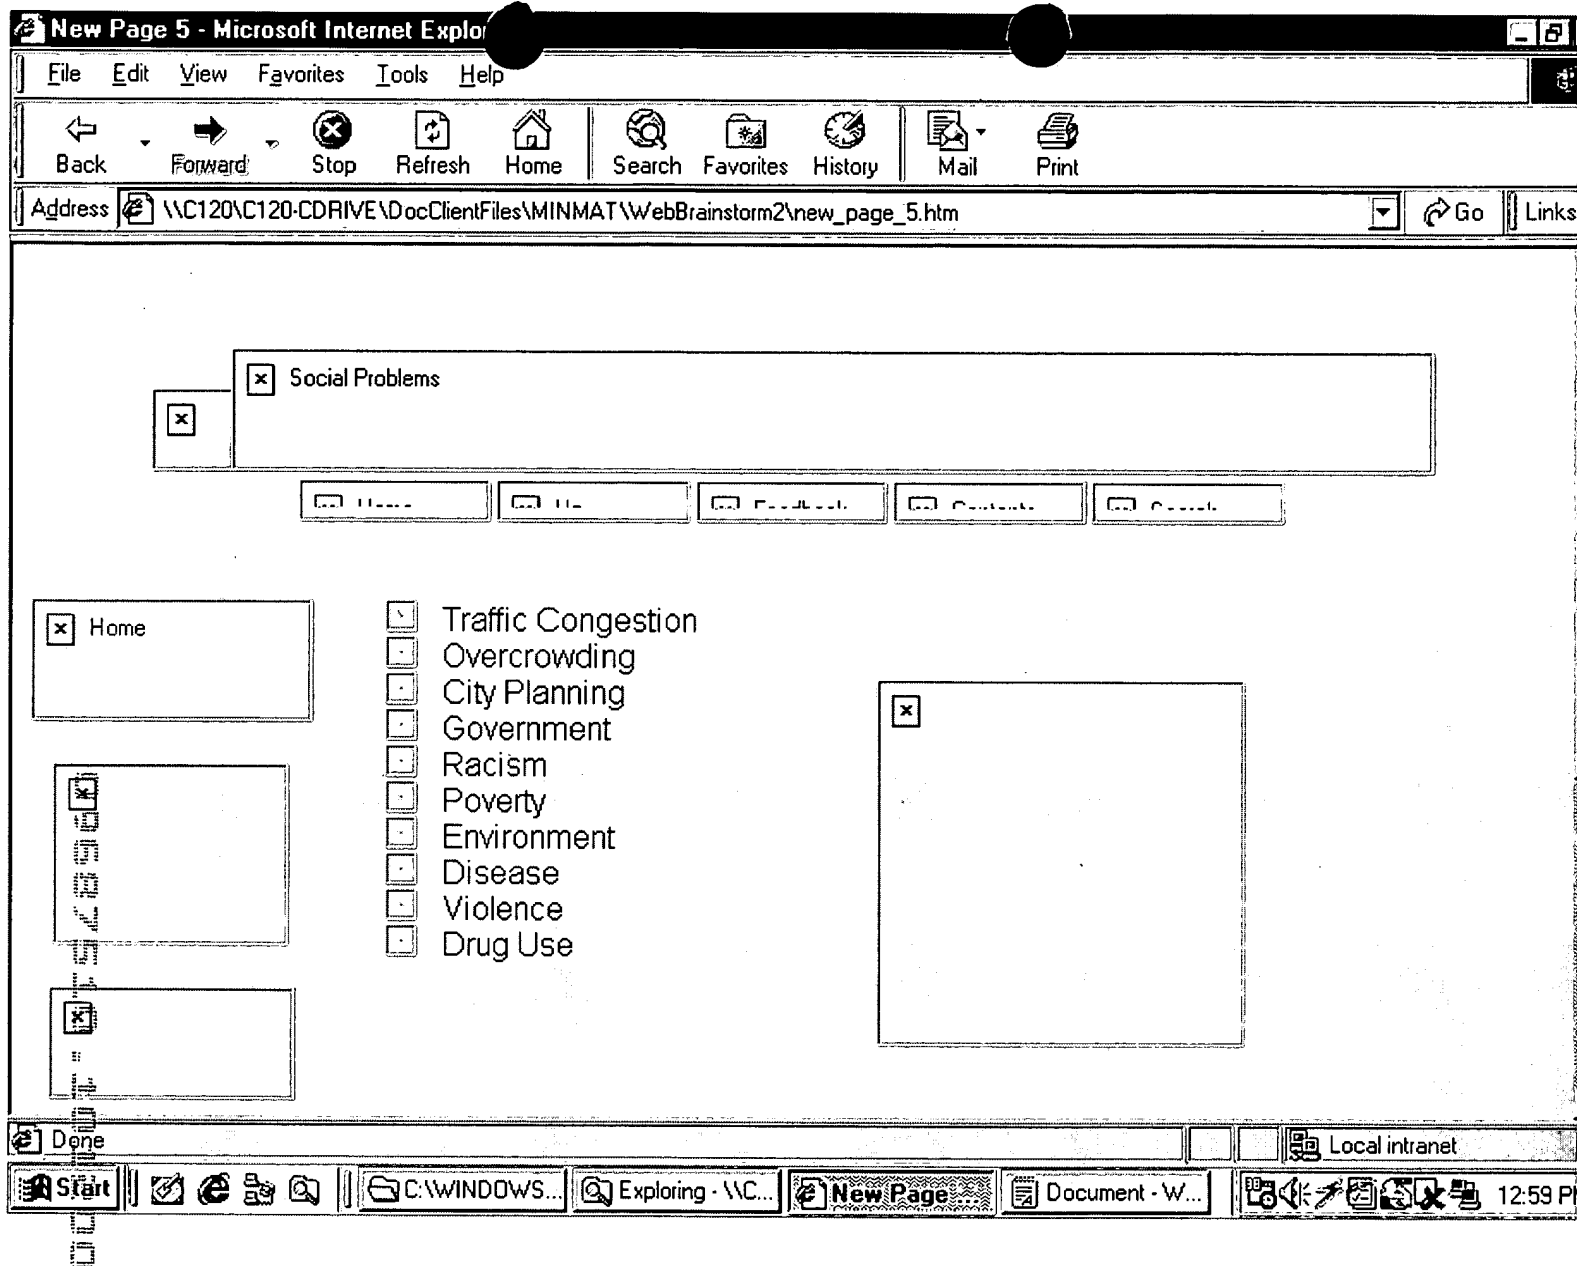 New Page 5 - Microsoft Internet Explo
File Edit View Favorites Tools Help
Back Forward Stop Refresh Home Search Favorites History Mail Print
Address \\C120\C120-CDRIVE\DocClientFiles\MINMAT\WebBrainstorm2\new_page_5.htm Go Links
Social Problems
Home
Traffic Congestion
Overcrowding
City Planning
Government
Racism
Poverty
Environment
Disease
Violence
Drug Use
Done Local intranet
Start C:\WINDOWS... Exploring - \\C... New Page ... Document - W... 12:59 P